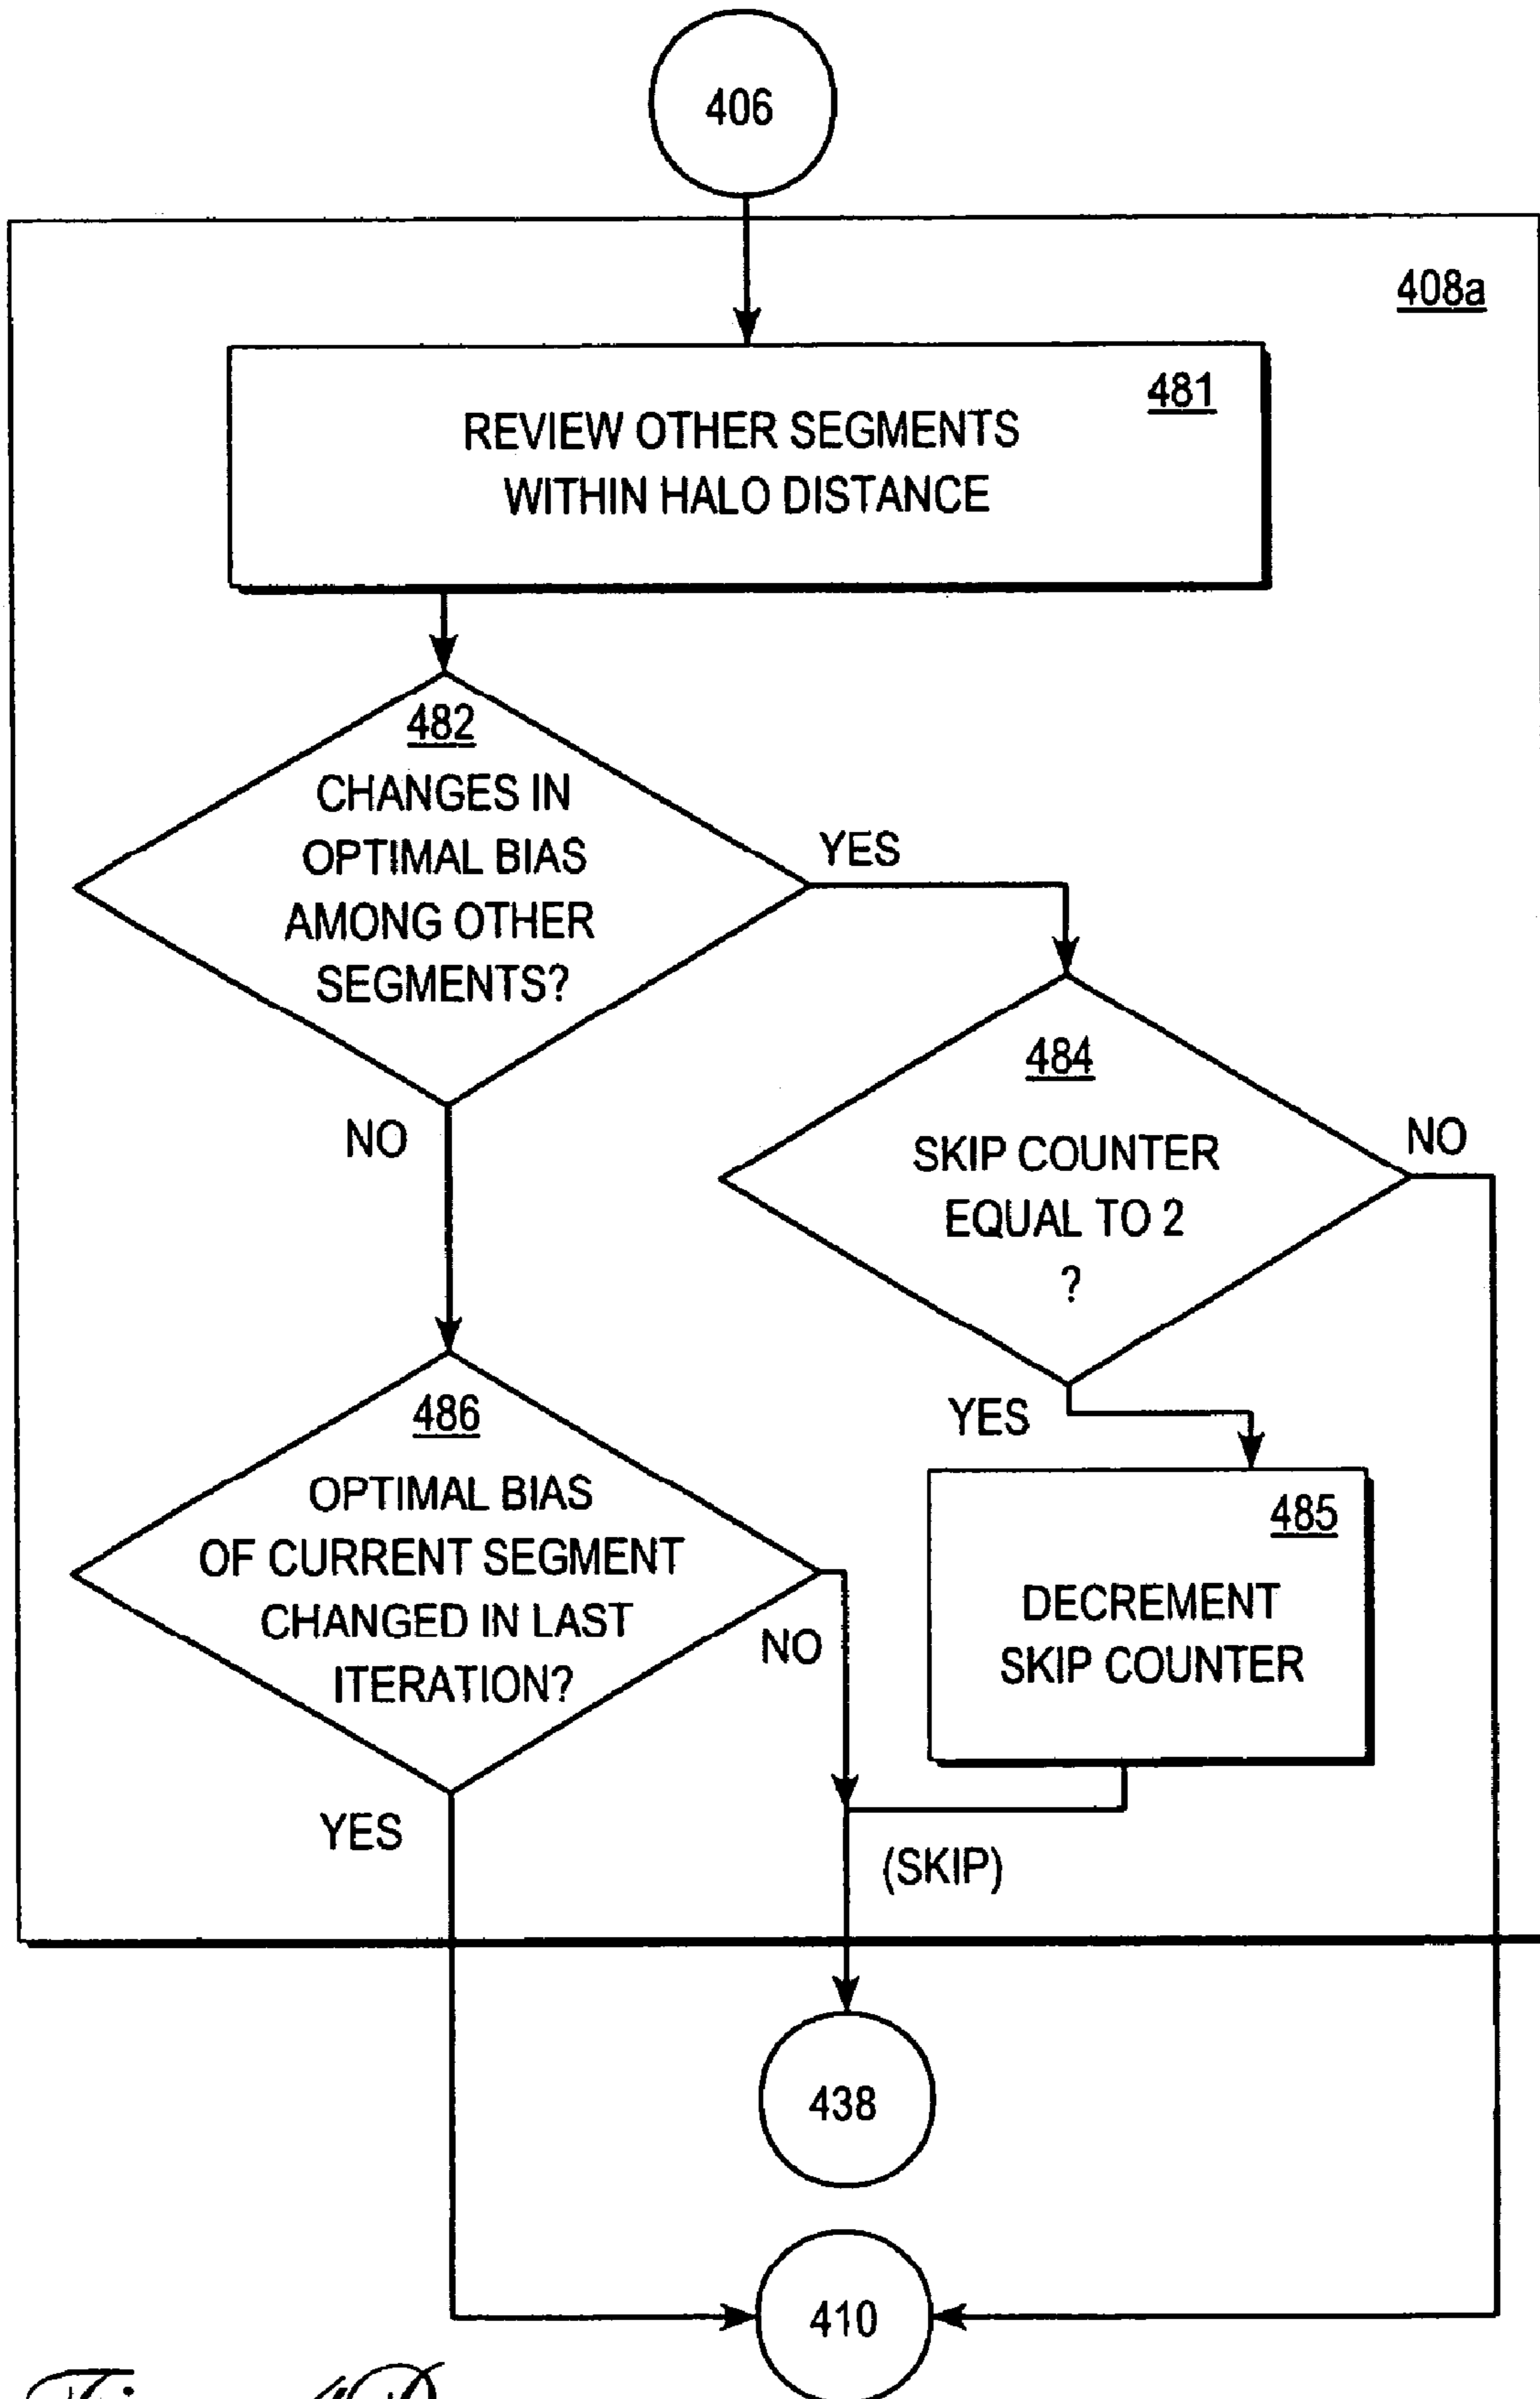 406
408a
481
REVIEW OTHER SEGMENTS
WITHIN HALO DISTANCE
482
CHANGES IN
OPTIMAL BIAS
AMONG OTHER
SEGMENTS?
YES
NO
484
SKIP COUNTER
EQUAL TO 2
?
NO
YES
486
OPTIMAL BIAS
OF CURRENT SEGMENT
CHANGED IN LAST
ITERATION?
NO
YES
485
DECREMENT
SKIP COUNTER
(SKIP)
438
410